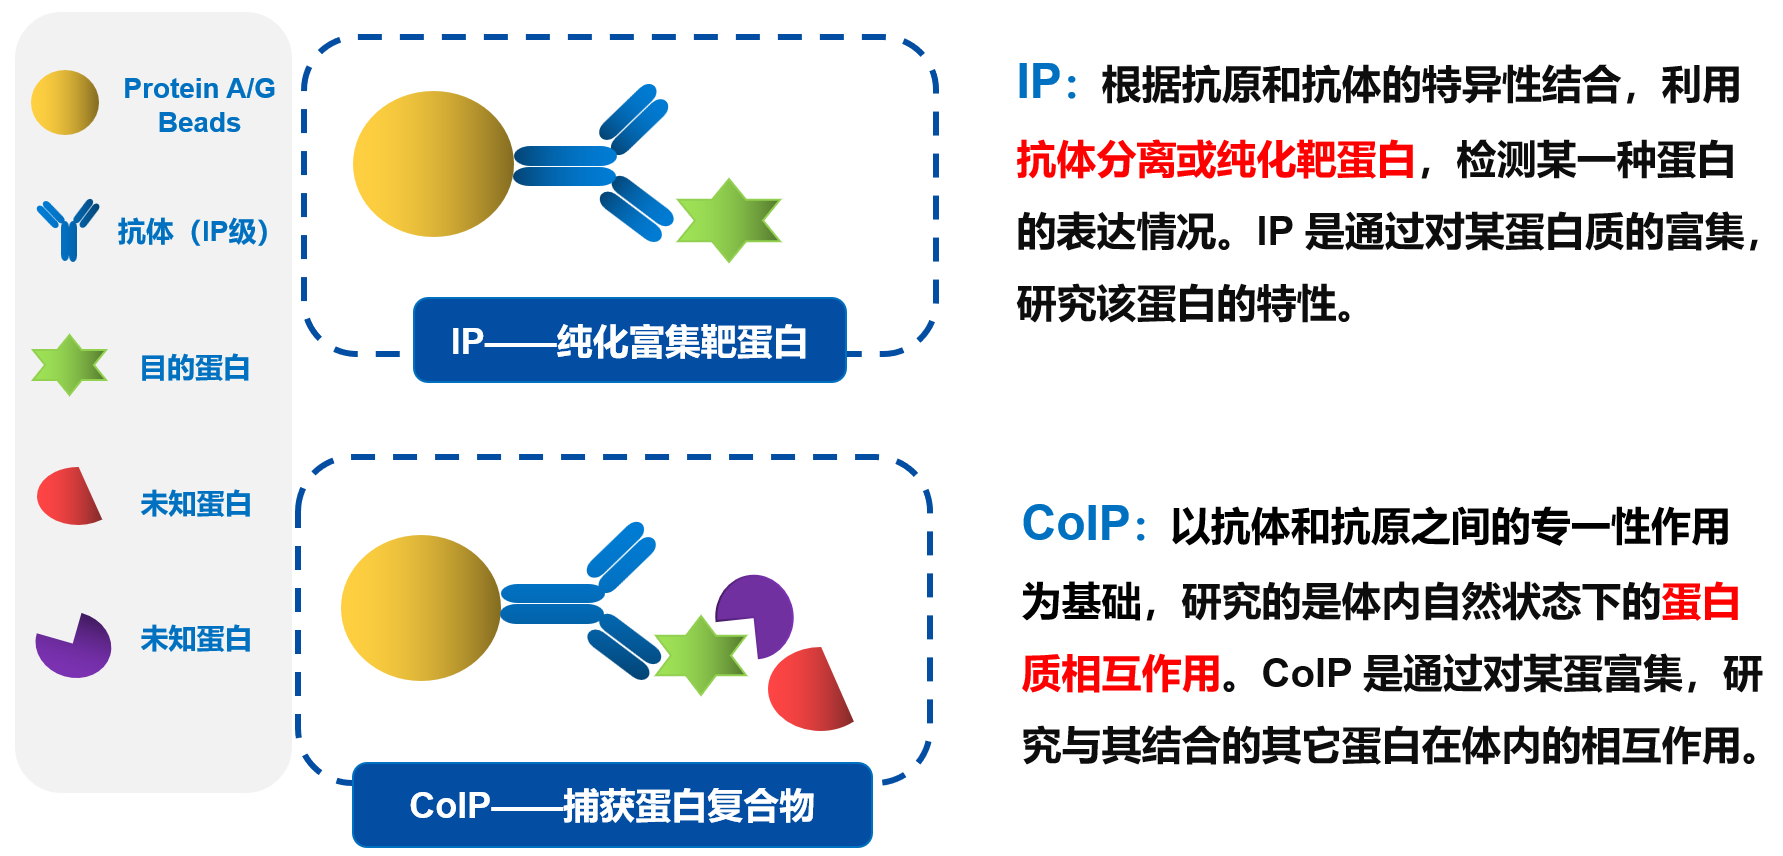 Protein A/G
Beads
抗体（IP级）
目的蛋白
未知蛋白
未知蛋白
IP——纯化富集靶蛋白
CoIP——捕获蛋白复合物
IP：根据抗原和抗体的特异性结合，利用
抗体分离或纯化靶蛋白，检测某一种蛋白
的表达情况。IP 是通过对某蛋白质的富集，
研究该蛋白的特性。
CoIP：以抗体和抗原之间的专一性作用
为基础，研究的是体内自然状态下的蛋白
质相互作用。CoIP 是通过对某蛋富集，研
究与其结合的其它蛋白在体内的相互作用。